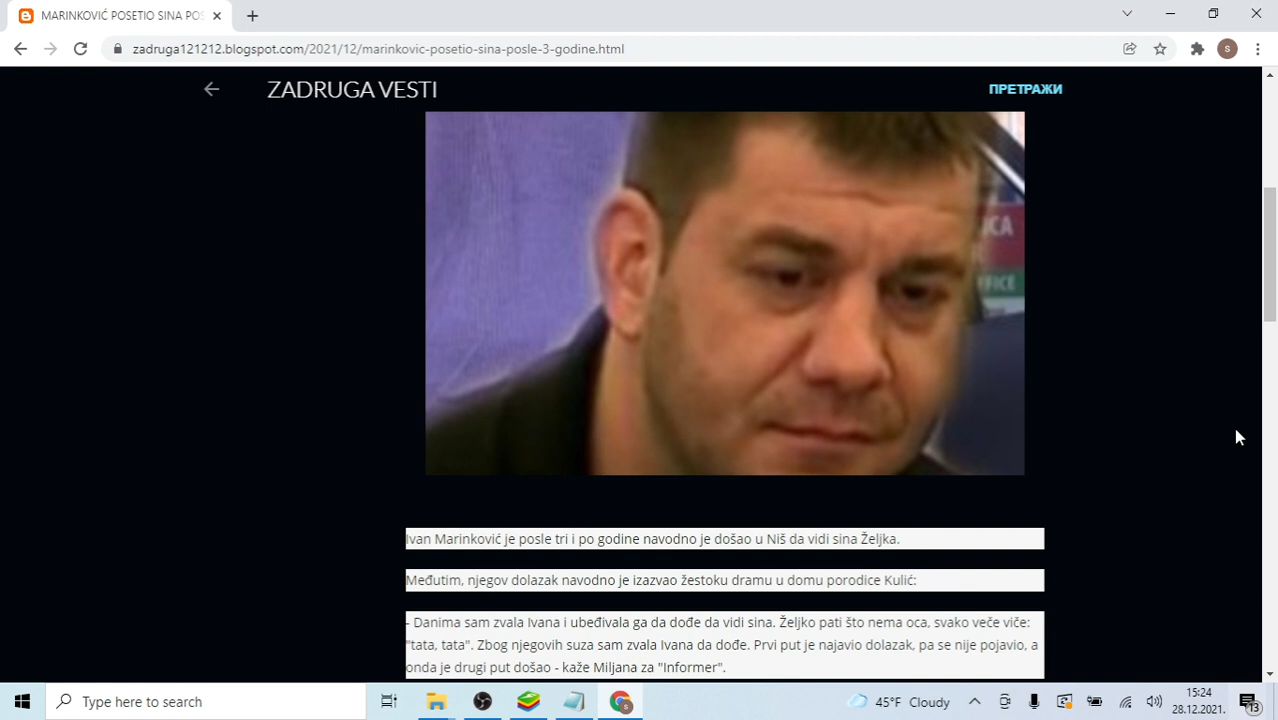 MARINKOVIĆ POSETIO SINA POS
zadruga121212.blogspot.com/2021/12/marinkovic-posetio-sina-posle-3-godine.html
S
ZADRUGA VESTI
ПРЕТРАЖИ
ICA
FFICE
Ivan Marinković je posle tri i po godine navodno je došao u Niš da vidi sina Željka.
Međutim, njegov dolazak navodno je izazvao žestoku dramu u domu porodice Kulić:
- Danima sam zvala Ivana i ubeđivala ga da dođe da vidi sina. Željko pati što nema oca, svako veče viče:
"tata, tata". Zbog njegovih suza sam zvala Ivana da dođe. Prvi put je najavio dolazak, pa se nije pojavio, a
onda je drugi put došao - kaže Miljana za "Informer".
Type here to search
45°F Cloudy
15:24
28.12.2021.
13